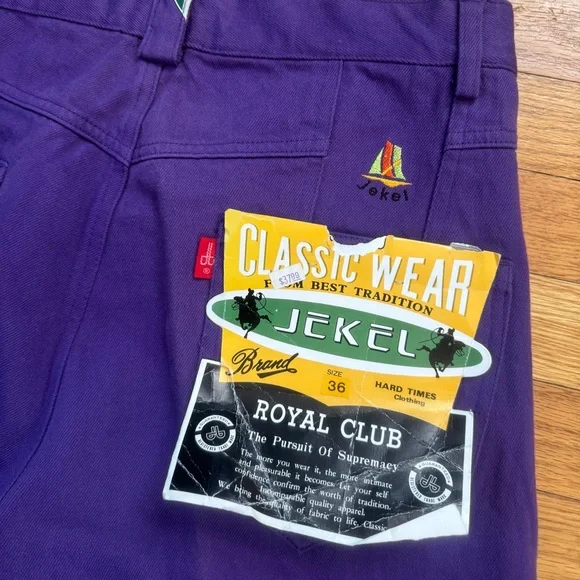 Jekel
CLASSIC WEAR
$37.99
FROM BEST TRADITION
JĒKĒL
Brand
SIZE
36
HARD TIMES
Clothing
ROYAL CLUB
The Pursuit Of Supremacy
The more you wear it, the more intimate
and pleasurable it becomes. Let your self
confidence confirm the worth of tradition.
We incomparable quality apparel.
bring the quality of fabric to life. Classic
®